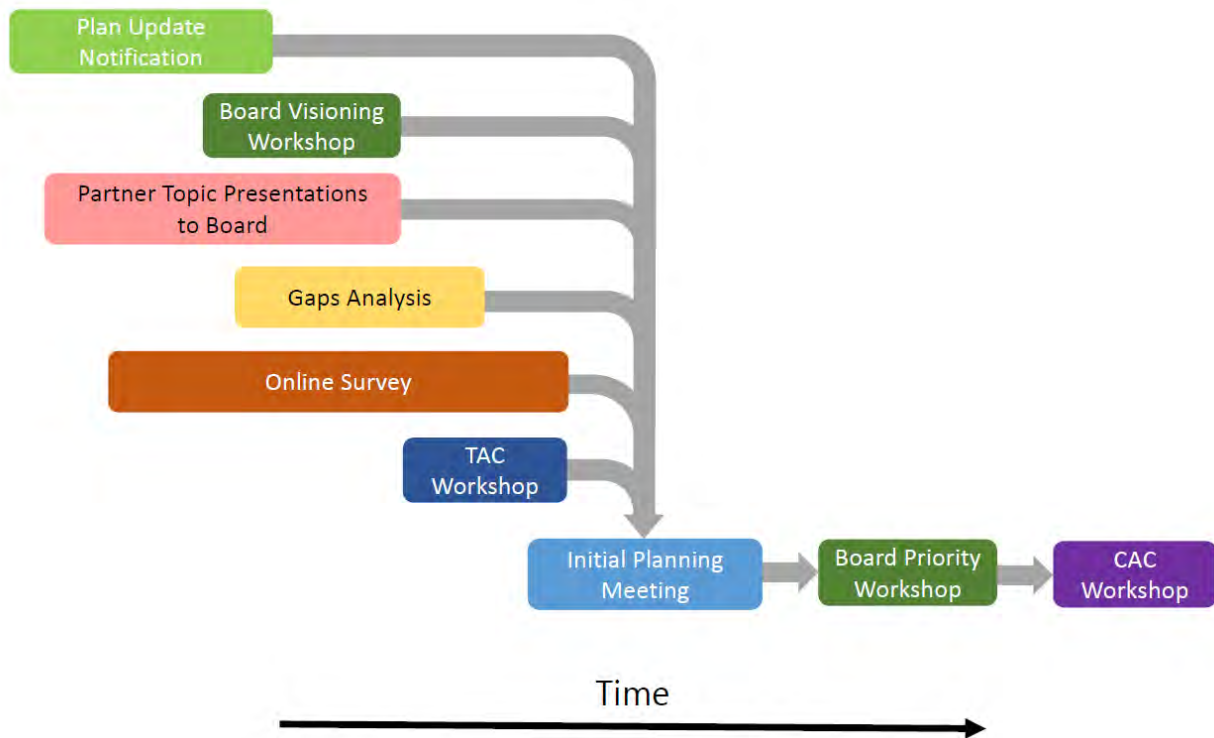 Plan Update
Notification
Board Visioning
Workshop
Partner Topic Presentations
to Board
Gaps Analysis
Online Survey
TAC
Workshop
Initial Planning
Meeting
Board Priority
Workshop
CAC
Workshop
Time